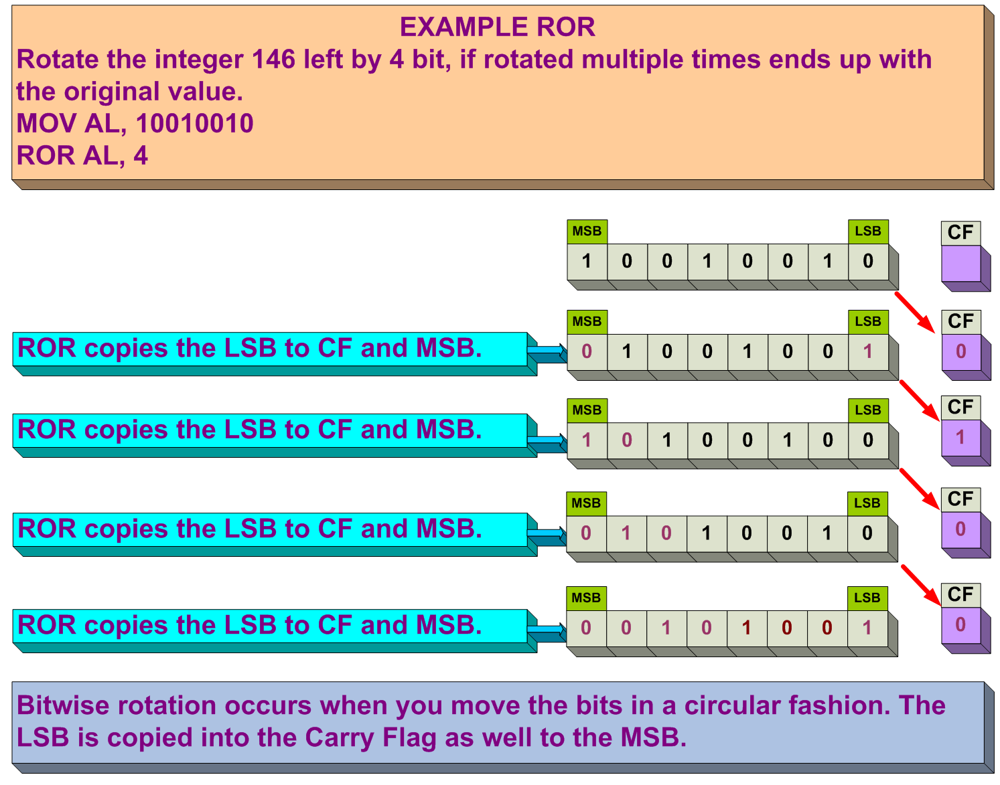 EXAMPLE ROR
Rotate the integer 146 left by 4 bit, if rotated multiple times ends up with
the original value.
MOV AL, 10010010
ROR AL, 4
MSB LSB CF
1 0 0 1 0 0 1 0
MSB LSB CF
ROR copies the LSB to CF and MSB. 0 1 0 0 1 0 0 1 0
MSB LSB CF
ROR copies the LSB to CF and MSB. 1 0 1 0 0 1 0 0 1
MSB LSB CF
ROR copies the LSB to CF and MSB. 0 1 0 1 0 0 1 0 0
MSB LSB CF
ROR copies the LSB to CF and MSB. 0 0 1 0 1 0 0 1 0
Bitwise rotation occurs when you move the bits in a circular fashion. The
LSB is copied into the Carry Flag as well to the MSB.